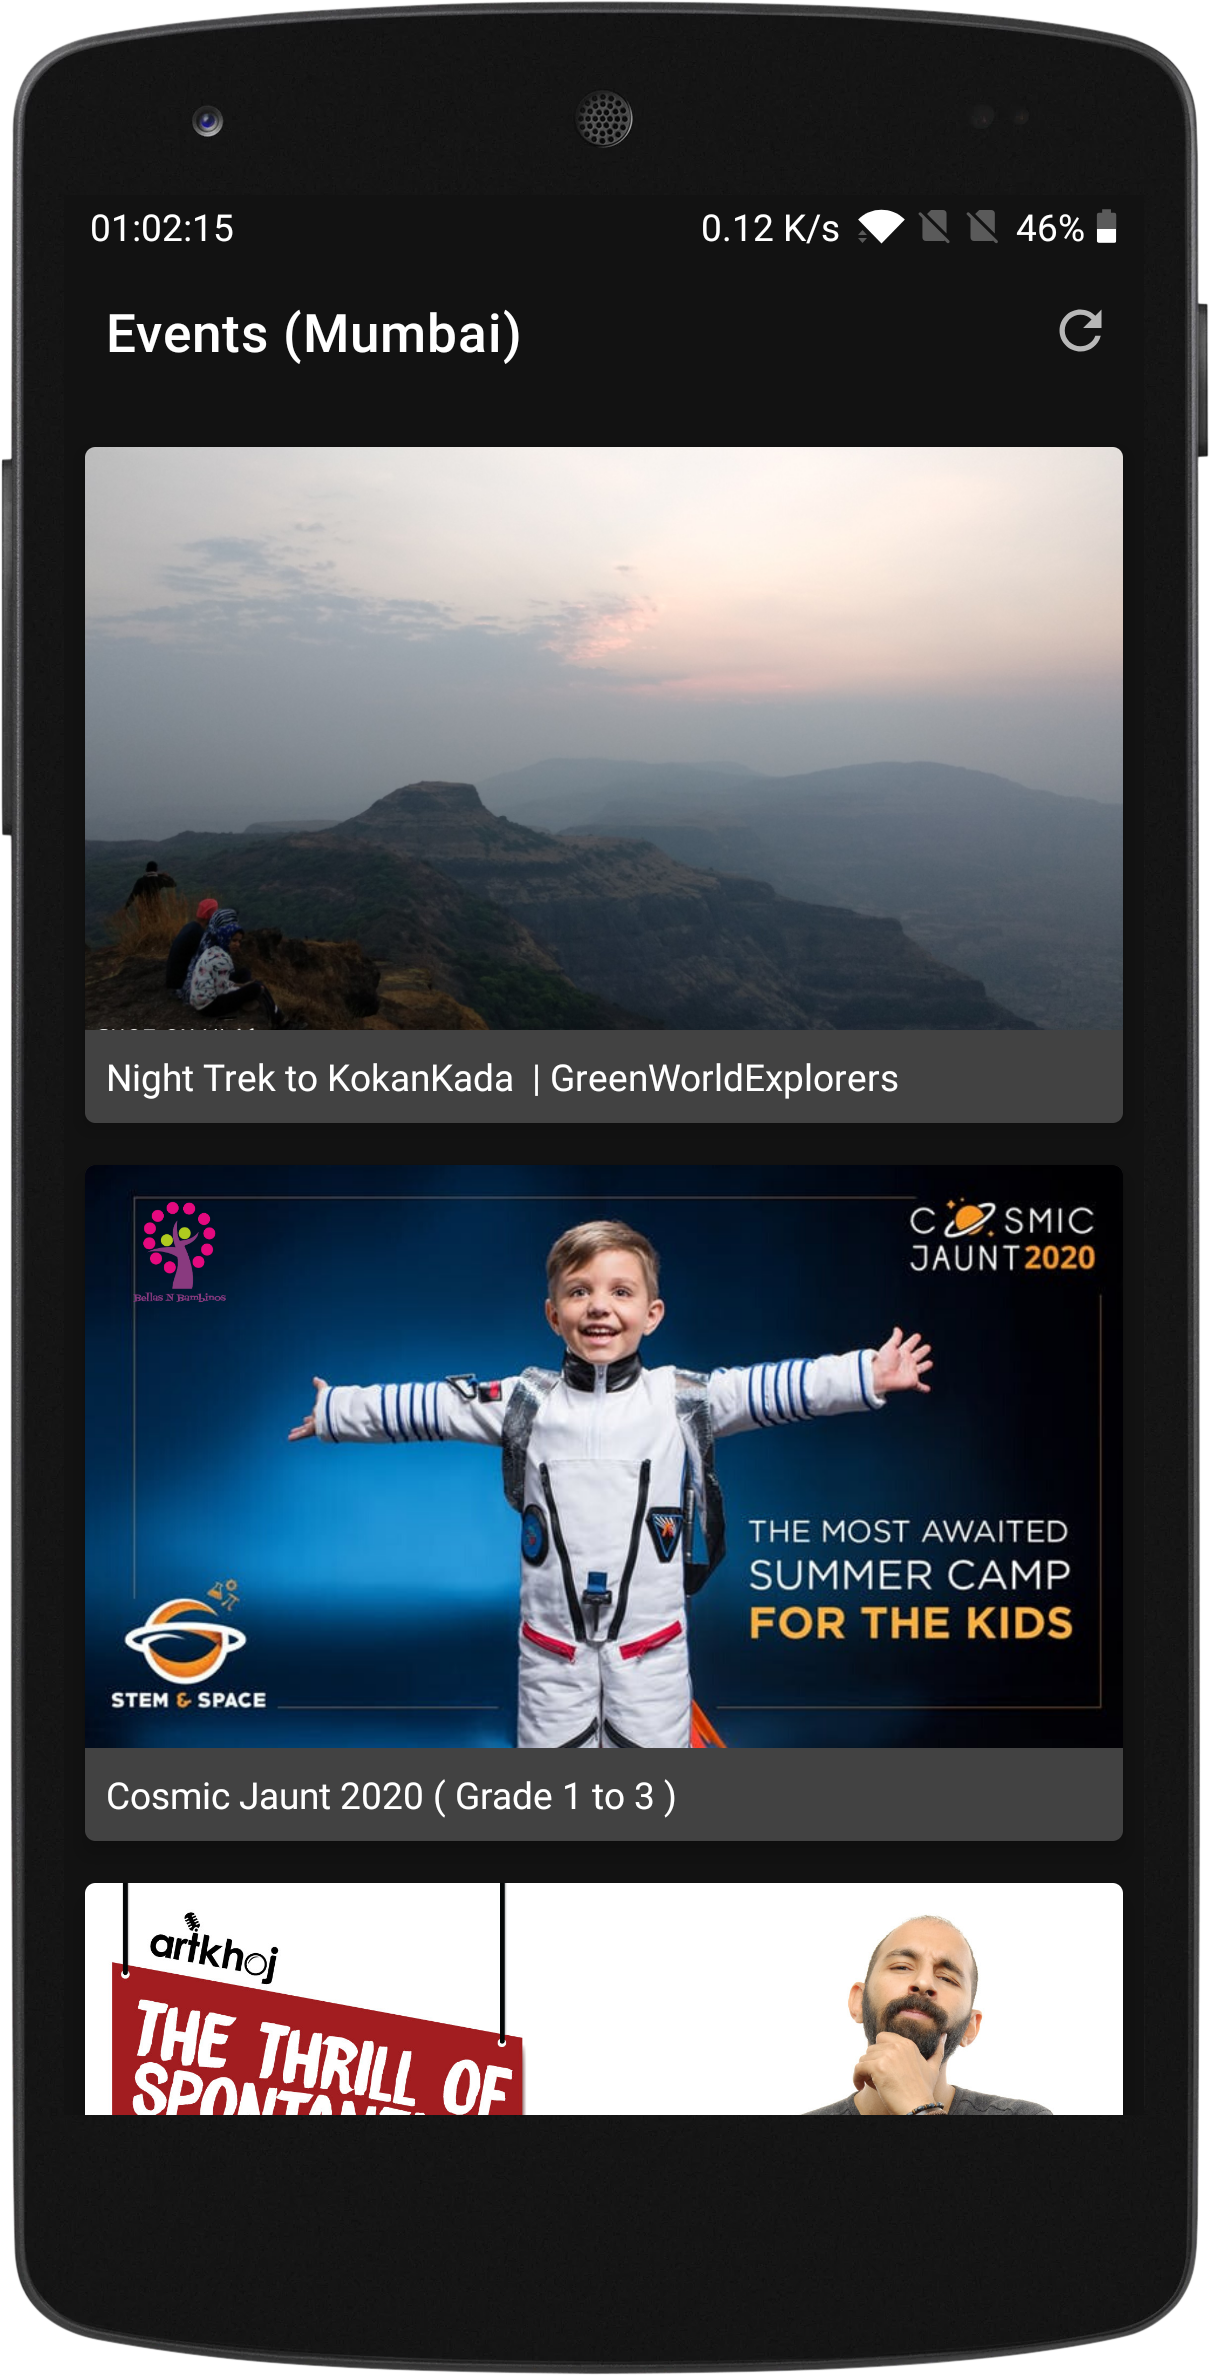 01:02:15 0.12 K/s 46%
Events (Mumbai)
Night Trek to KokanKada | GreenWorldExplorers
Bellas N Bambinos
COSMIC
JAUNT 2020
THE MOST AWAITED
SUMMER CAMP
FOR THE KIDS
STEM & SPACE
Cosmic Jaunt 2020 ( Grade 1 to 3 )
artkhoj
THE THRILL OF